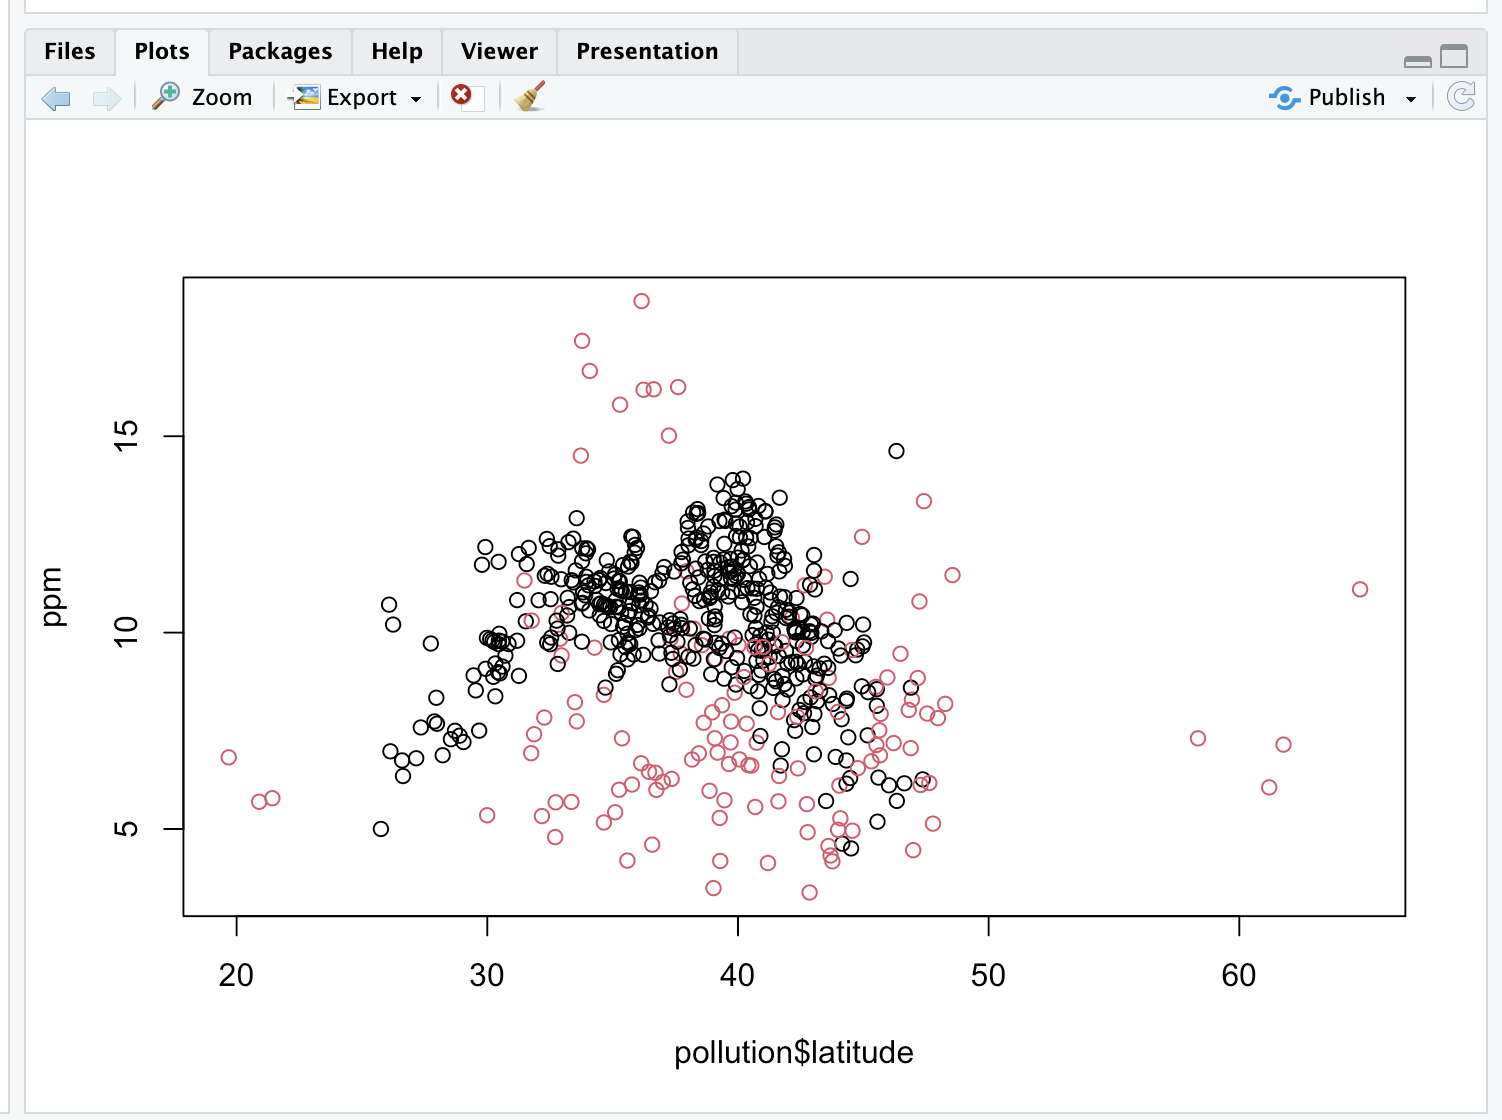 Files Plots Packages Help Viewer Presentation
Zoom Export Publish
ppm
15
10
5
20 30 40 50 60
pollution$latitude